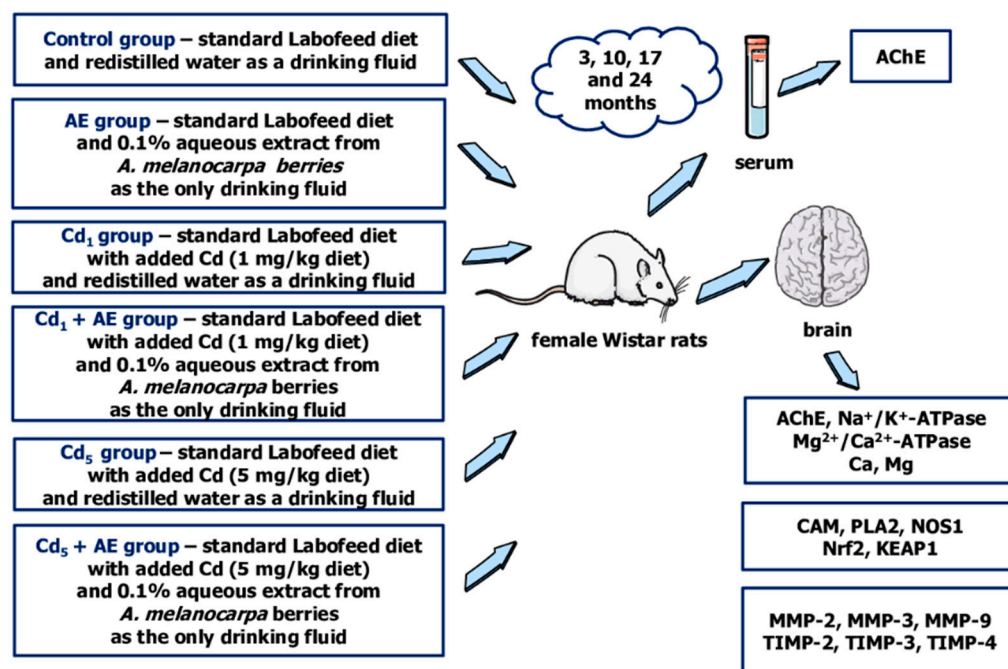 Control group – standard Labofeed diet
and redistilled water as a drinking fluid
AE group – standard Labofeed diet
and 0.1% aqueous extract from
A. melanocarpa berries
as the only drinking fluid
Cd₁ group – standard Labofeed diet
with added Cd (1 mg/kg diet)
and redistilled water as a drinking fluid
Cd₁ + AE group – standard Labofeed diet
with added Cd (1 mg/kg diet)
and 0.1% aqueous extract from
A. melanocarpa berries
as the only drinking fluid
Cd₅ group – standard Labofeed diet
with added Cd (5 mg/kg diet)
and redistilled water as a drinking fluid
Cd₅ + AE group – standard Labofeed diet
with added Cd (5 mg/kg diet)
and 0.1% aqueous extract from
A. melanocarpa berries
as the only drinking fluid
3, 10, 17
and 24
months
female Wistar rats
serum
AChE
brain
AChE, Na⁺/K⁺-ATPase
Mg²⁺/Ca²⁺-ATPase
Ca, Mg
CAM, PLA2, NOS1
Nrf2, KEAP1
MMP-2, MMP-3, MMP-9
TIMP-2, TIMP-3, TIMP-4